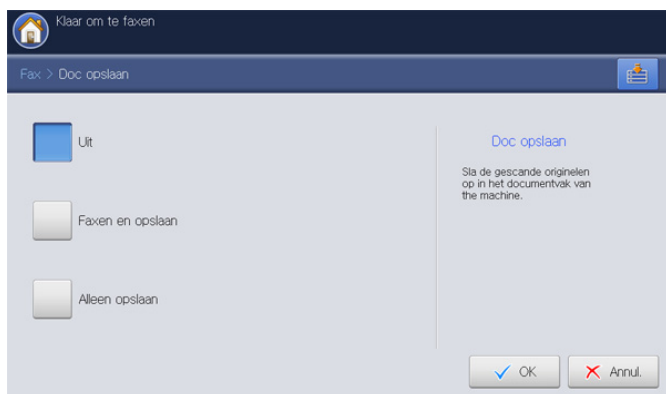 Klaar om te faxen
Fax > Doc opslaan
Uit
Faxen en opslaan
Alleen opslaan
Doc opslaan
Sla de gescande originelen
op in het documentvak van
the machine.
OK
Annul.